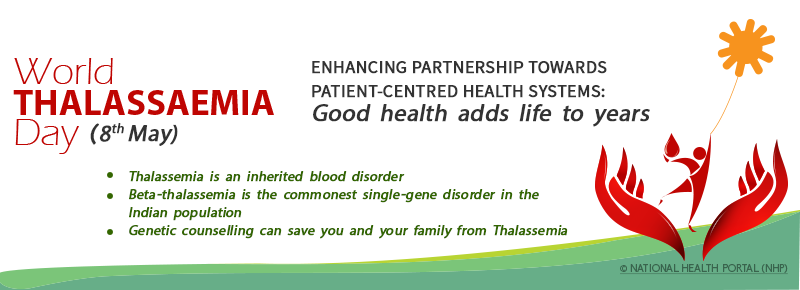 World
THALASSAEMIA
Day (8th May)
ENHANCING PARTNERSHIP TOWARDS
PATIENT-CENTRED HEALTH SYSTEMS:
Good health adds life to years
• Thalassemia is an inherited blood disorder
• Beta-thalassemia is the commonest single-gene disorder in the
Indian population
• Genetic counselling can save you and your family from Thalassemia
© NATIONAL HEALTH PORTAL (NHP)